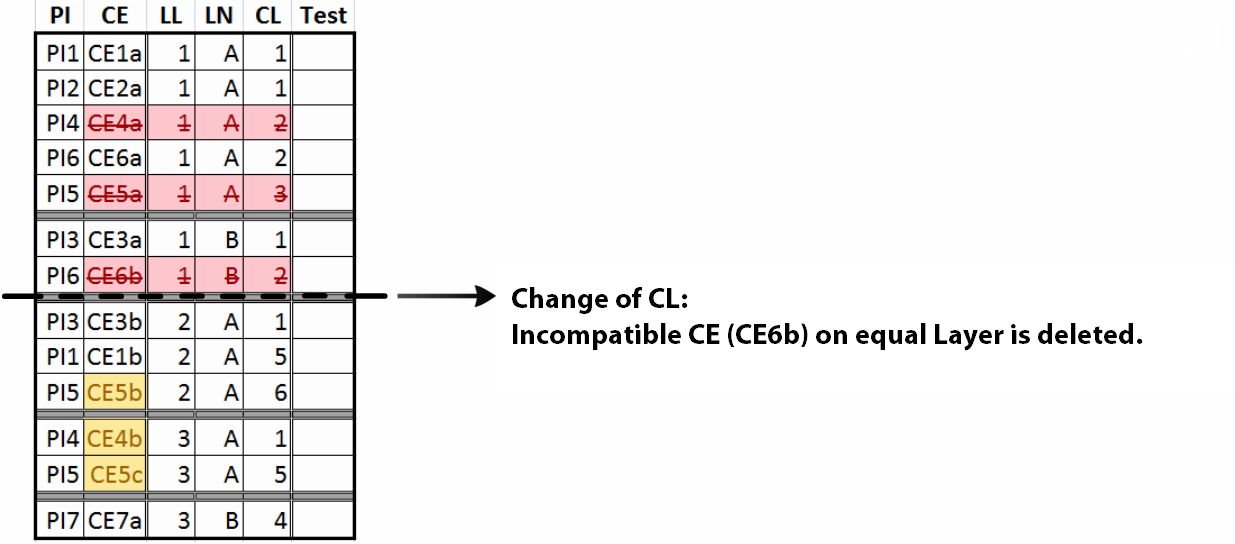 PI CE LL LN CL Test
PI1 CE1a 1 A 1
PI2 CE2a 1 A 1
PI4 CE4a 1 A 2
PI6 CE6a 1 A 2
PI5 CE5a 1 A 3
PI3 CE3a 1 B 1
PI6 CE6b 1 B 2
Change of CL:
Incompatible CE (CE6b) on equal Layer is deleted.
PI3 CE3b 2 A 1
PI1 CE1b 2 A 5
PI5 CE5b 2 A 6
PI4 CE4b 3 A 1
PI5 CE5c 3 A 5
PI7 CE7a 3 B 4